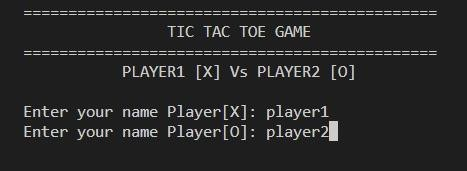 ==============================================
TIC TAC TOE GAME
==============================================
PLAYER1 [X] Vs PLAYER2 [O]
Enter your name Player[X]: player1
Enter your name Player[O]: player2